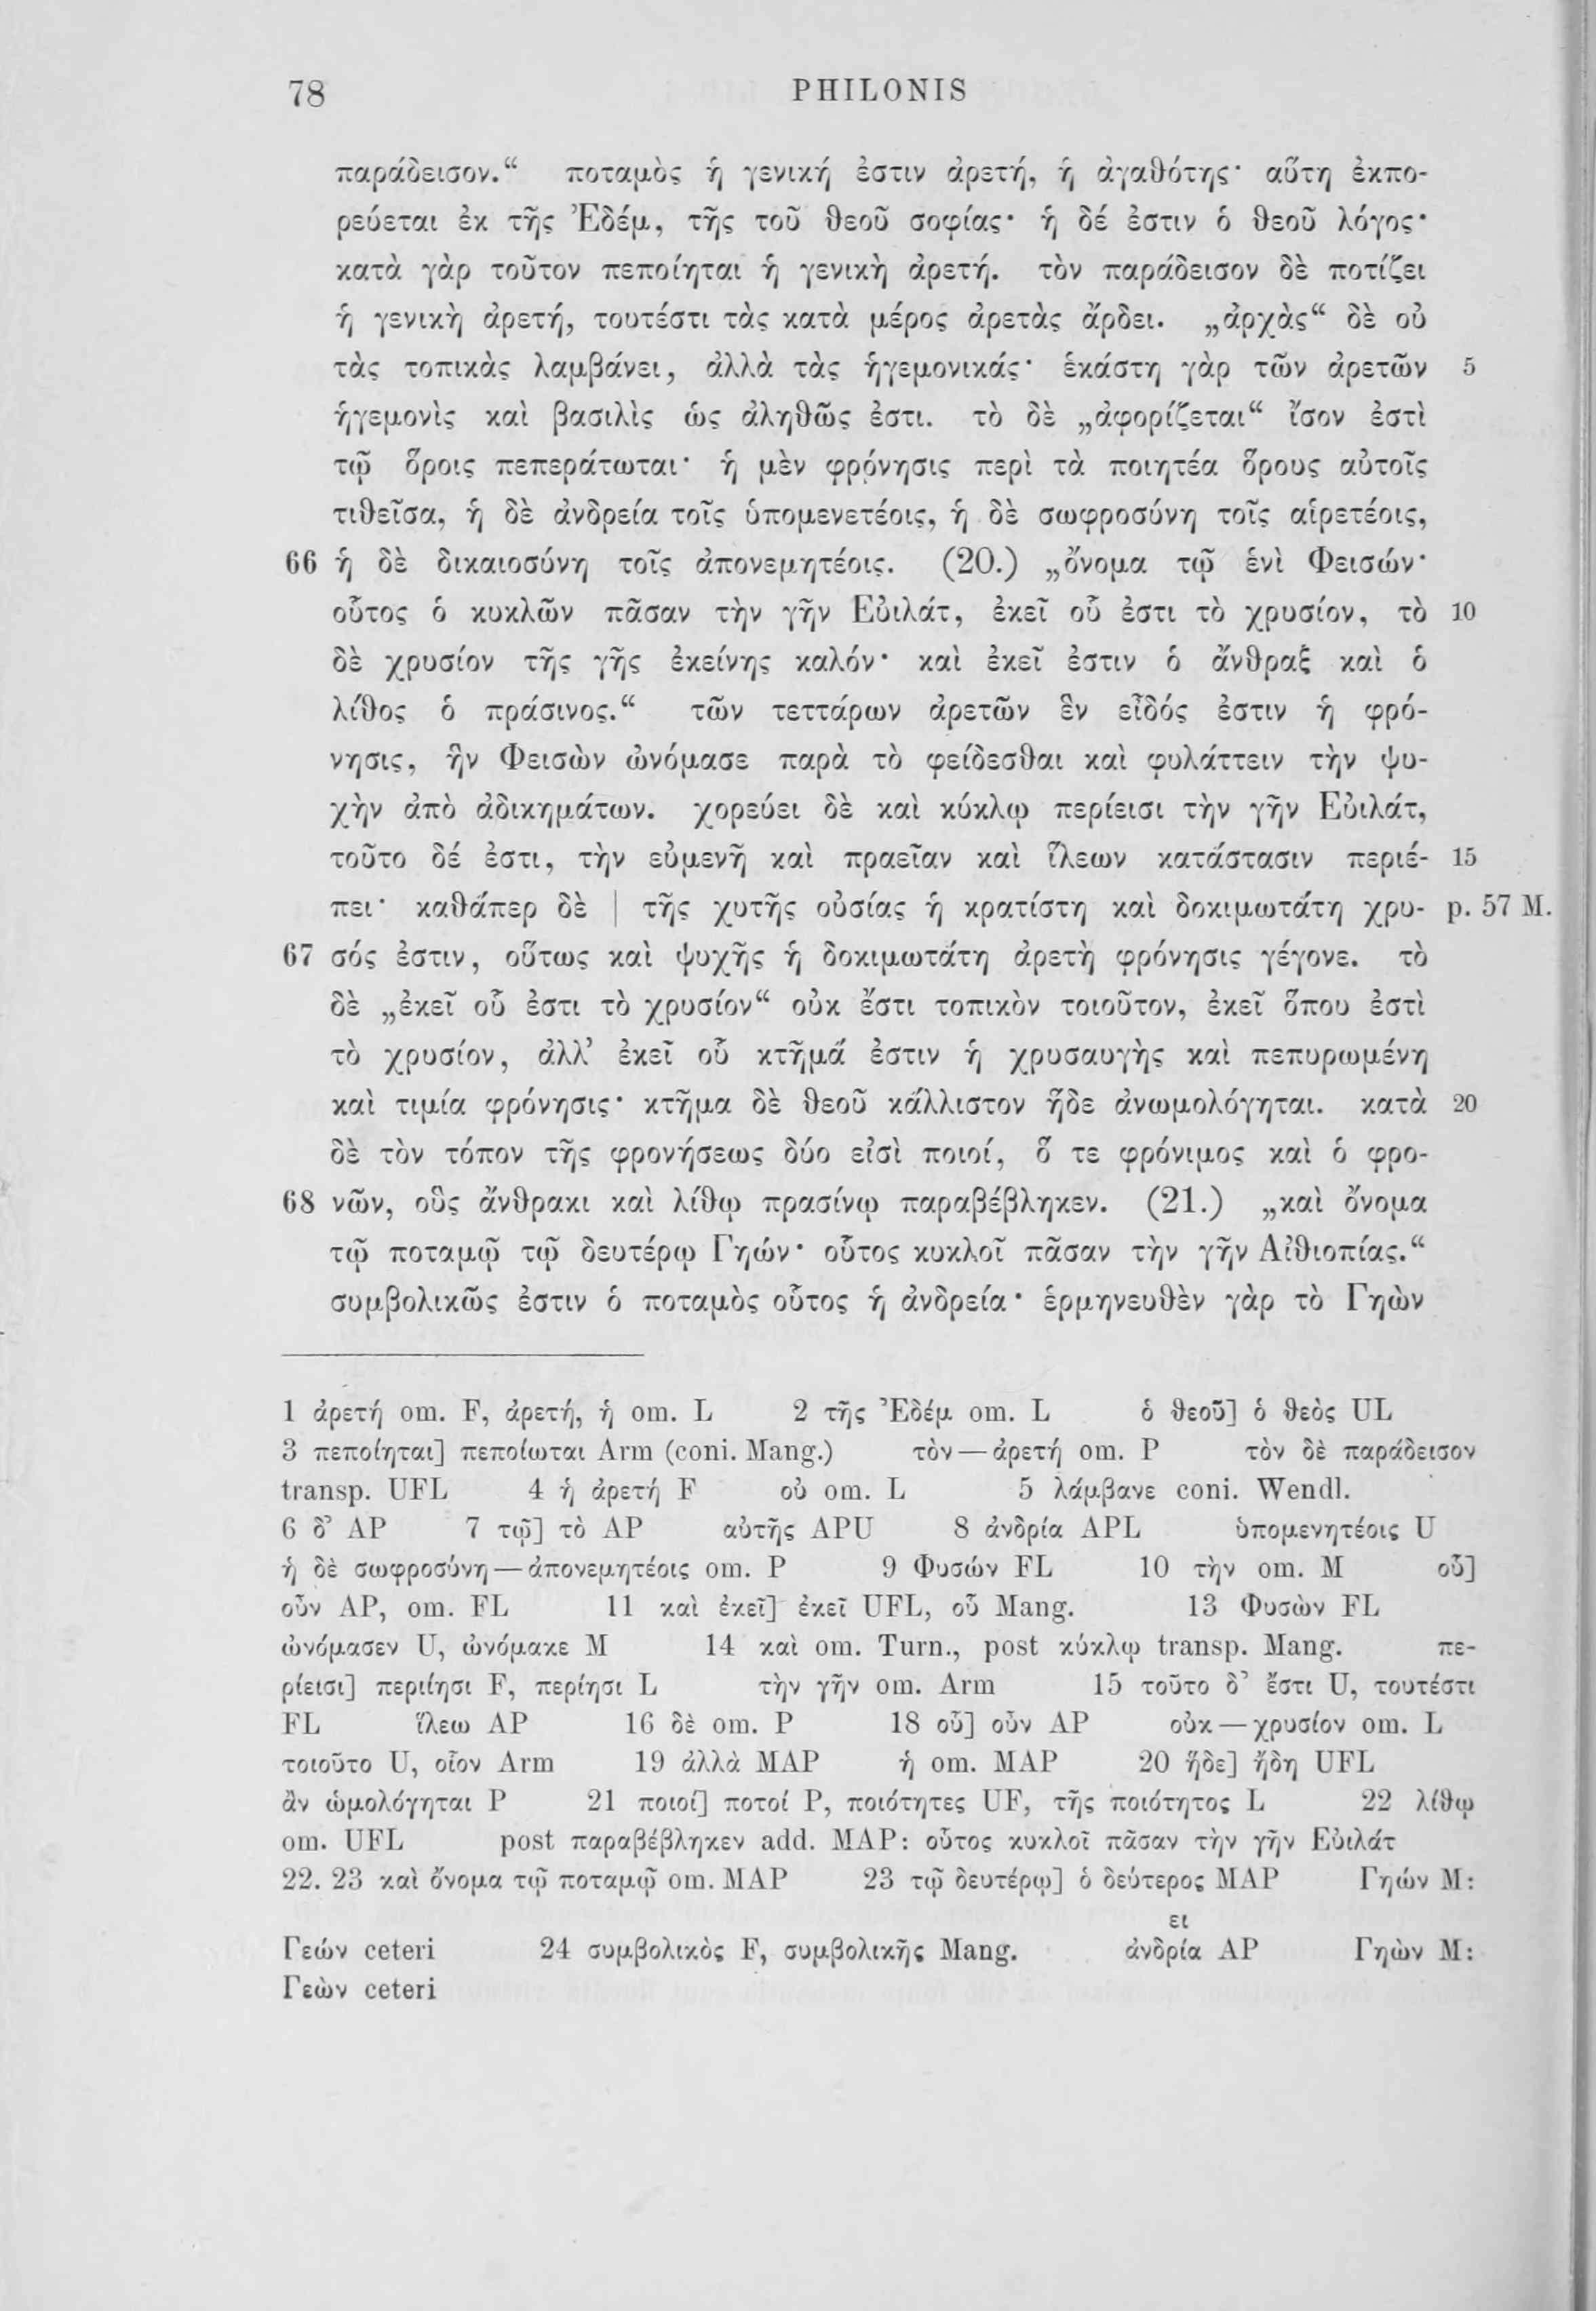 78 PHILONIS
παράδεισον.“ ποταμὸς ἡ γενική ἐστιν ἀρετή, ἡ ἀγαθότης· αὕτη ἐκπο-
ρεύεται ἐκ τῆς Ἐδέμ, τῆς τοῦ θεοῦ σοφίας· ἡ δέ ἐστιν ὁ θεοῦ λόγος·
κατὰ γὰρ τοῦτον πεποίηται ἡ γενικὴ ἀρετή. τὸν παράδεισον δὲ ποτίζει
ἡ γενικὴ ἀρετή, τουτέστι τὰς κατὰ μέρος ἀρετὰς ἄρδει. „ἀρχὰς“ δὲ οὐ
τὰς τοπικὰς λαμβάνει, ἀλλὰ τὰς ἡγεμονικάς· ἑκάστη γὰρ τῶν ἀρετῶν 5
ἡγεμονὶς καὶ βασιλὶς ὡς ἀληθῶς ἐστι. τὸ δὲ „ἀφορίζεται“ ἴσον ἐστὶ
τῷ ὅροις πεπεράτωται· ἡ μὲν φρόνησις περὶ τὰ ποιητέα ὅρους αὐτοῖς
τιθεῖσα, ἡ δὲ ἀνδρεία τοῖς ὑπομενετέοις, ἡ δὲ σωφροσύνη τοῖς αἱρετέοις,
66 ἡ δὲ δικαιοσύνη τοῖς ἀπονεμητέοις. (20.) „ὄνομα τῷ ἑνὶ Φεισών·
οὗτος ὁ κυκλῶν πᾶσαν τὴν γῆν Εὐιλάτ, ἐκεῖ οὗ ἐστι τὸ χρυσίον, τὸ 10
δὲ χρυσίον τῆς γῆς ἐκείνης καλόν· καὶ ἐκεῖ ἐστιν ὁ ἄνθραξ καὶ ὁ
λίθος ὁ πράσινος.“ τῶν τεττάρων ἀρετῶν ἓν εἶδός ἐστιν ἡ φρό-
νησις, ἣν Φεισὼν ὠνόμασε παρὰ τὸ φείδεσθαι καὶ φυλάττειν τὴν ψυ-
χὴν ἀπὸ ἀδικημάτων. χορεύει δὲ καὶ κύκλῳ περίεισι τὴν γῆν Εὐιλάτ,
τοῦτο δέ ἐστι, τὴν εὐμενῆ καὶ πραεῖαν καὶ ἵλεων κατάστασιν περιέ- 15
πει· καθάπερ δὲ | τῆς χυτῆς οὐσίας ἡ κρατίστη καὶ δοκιμωτάτη χρυ- p. 57 M.
67 σός ἐστιν, οὕτως καὶ ψυχῆς ἡ δοκιμωτάτη ἀρετὴ φρόνησις γέγονε. τὸ
δὲ „ἐκεῖ οὗ ἐστι τὸ χρυσίον“ οὐκ ἔστι τοπικὸν τοιοῦτον, ἐκεῖ ὅπου ἐστὶ
τὸ χρυσίον, ἀλλ’ ἐκεῖ οὗ κτῆμά ἐστιν ἡ χρυσαυγὴς καὶ πεπυρωμένη
καὶ τιμία φρόνησις· κτῆμα δὲ θεοῦ κάλλιστον ἥδε ἀνωμολόγηται. κατὰ 20
δὲ τὸν τόπον τῆς φρονήσεως δύο εἰσὶ ποιοί, ὅ τε φρόνιμος καὶ ὁ φρο-
68 νῶν, οὓς ἄνθρακι καὶ λίθῳ πρασίνῳ παραβέβληκεν. (21.) „καὶ ὄνομα
τῷ ποταμῷ τῷ δευτέρῳ Γηών· οὗτος κυκλοῖ πᾶσαν τὴν γῆν Αἰθιοπίας.“
συμβολικῶς ἐστιν ὁ ποταμὸς οὗτος ἡ ἀνδρεία· ἑρμηνευθὲν γὰρ τὸ Γηὼν
1 ἀρετή om. F, ἀρετή, ἡ om. L 2 τῆς Ἐδέμ om. L ὁ θεοῦ] ὁ θεὸς UL
3 πεποίηται] πεποίωται Arm (coni. Mang.) τὸν — ἀρετή om. P τὸν δὲ παράδεισον
transp. UFL 4 ἡ ἀρετή F οὐ om. L 5 λάμβανε coni. Wendl.
6 δ’ AP 7 τῷ] τὸ AP αὐτῆς APU 8 ἀνδρία APL ὑπομενητέοις U
ἡ δὲ σωφροσύνη — ἀπονεμητέοις om. P 9 Φυσών FL 10 τὴν om. M οὗ]
οὖν AP, om. FL 11 καὶ ἐκεῖ] ἐκεῖ UFL, οὗ Mang. 13 Φυσὼν FL
ὠνόμασεν U, ὠνόμακε M 14 καὶ om. Turn., post κύκλῳ transp. Mang. πε-
ρίεισι] περιίησι F, περίησι L τὴν γῆν om. Arm 15 τοῦτο δ’ ἔστι U, τουτέστι
FL ἵλεω AP 16 δὲ om. P 18 οὗ] οὖν AP οὐκ — χρυσίον om. L
τοιοῦτο U, οἷον Arm 19 ἀλλὰ MAP ἡ om. MAP 20 ἥδε] ἤδη UFL
ἂν ὡμολόγηται P 21 ποιοί] ποτοί P, ποιότητες UF, τῆς ποιότητος L 22 λίθῳ
om. UFL post παραβέβληκεν add. MAP: οὗτος κυκλοῖ πᾶσαν τὴν γῆν Εὐιλάτ
22. 23 καὶ ὄνομα τῷ ποταμῷ om. MAP 23 τῷ δευτέρῳ] ὁ δεύτερος MAP Γηών M:
ει
Γεών ceteri 24 συμβολικὸς F, συμβολικῆς Mang. ἀνδρία AP Γηὼν M:
Γεὼν ceteri